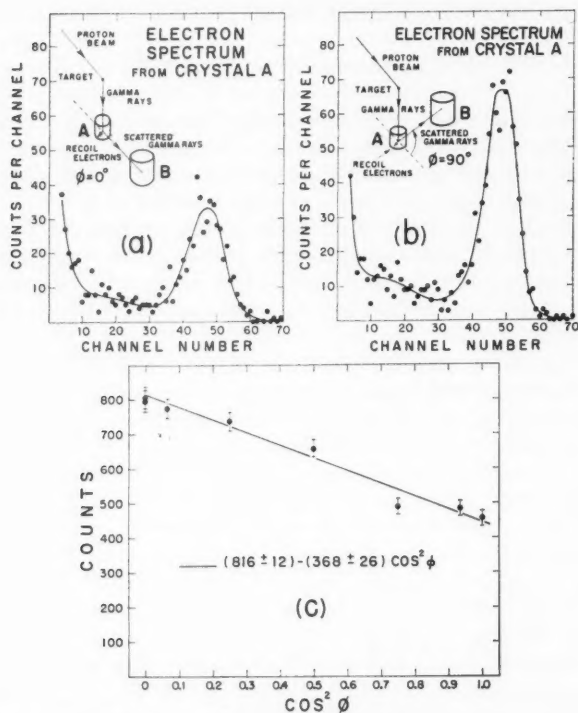 (a)
ELECTRON
SPECTRUM
FROM CRYSTAL A
PROTON
BEAM
TARGET
GAMMA
RAYS
A
SCATTERED
GAMMA RAYS
RECOIL
ELECTRONS
B
ϕ=0°
COUNTS PER CHANNEL
80
70
60
50
40
30
20
10
10 20 30 40 50 60 70
CHANNEL NUMBER
(b)
ELECTRON SPECTRUM
FROM CRYSTAL A
PROTON
BEAM
TARGET
GAMMA RAYS
B
A
SCATTERED
GAMMA RAYS
RECOIL
ELECTRONS
ϕ=90°
COUNTS PER CHANNEL
80
70
60
50
40
30
20
10
10 20 30 40 50 60 70
CHANNEL NUMBER
COUNTS
800
700
600
500
400
300
200
100
0
(816 ± 12)-(368 ± 26) COS² ϕ
(C)
0 0.1 0.2 0.3 0.4 0.5 0.6 0.7 0.8 0.9 1.0
COS² Ø